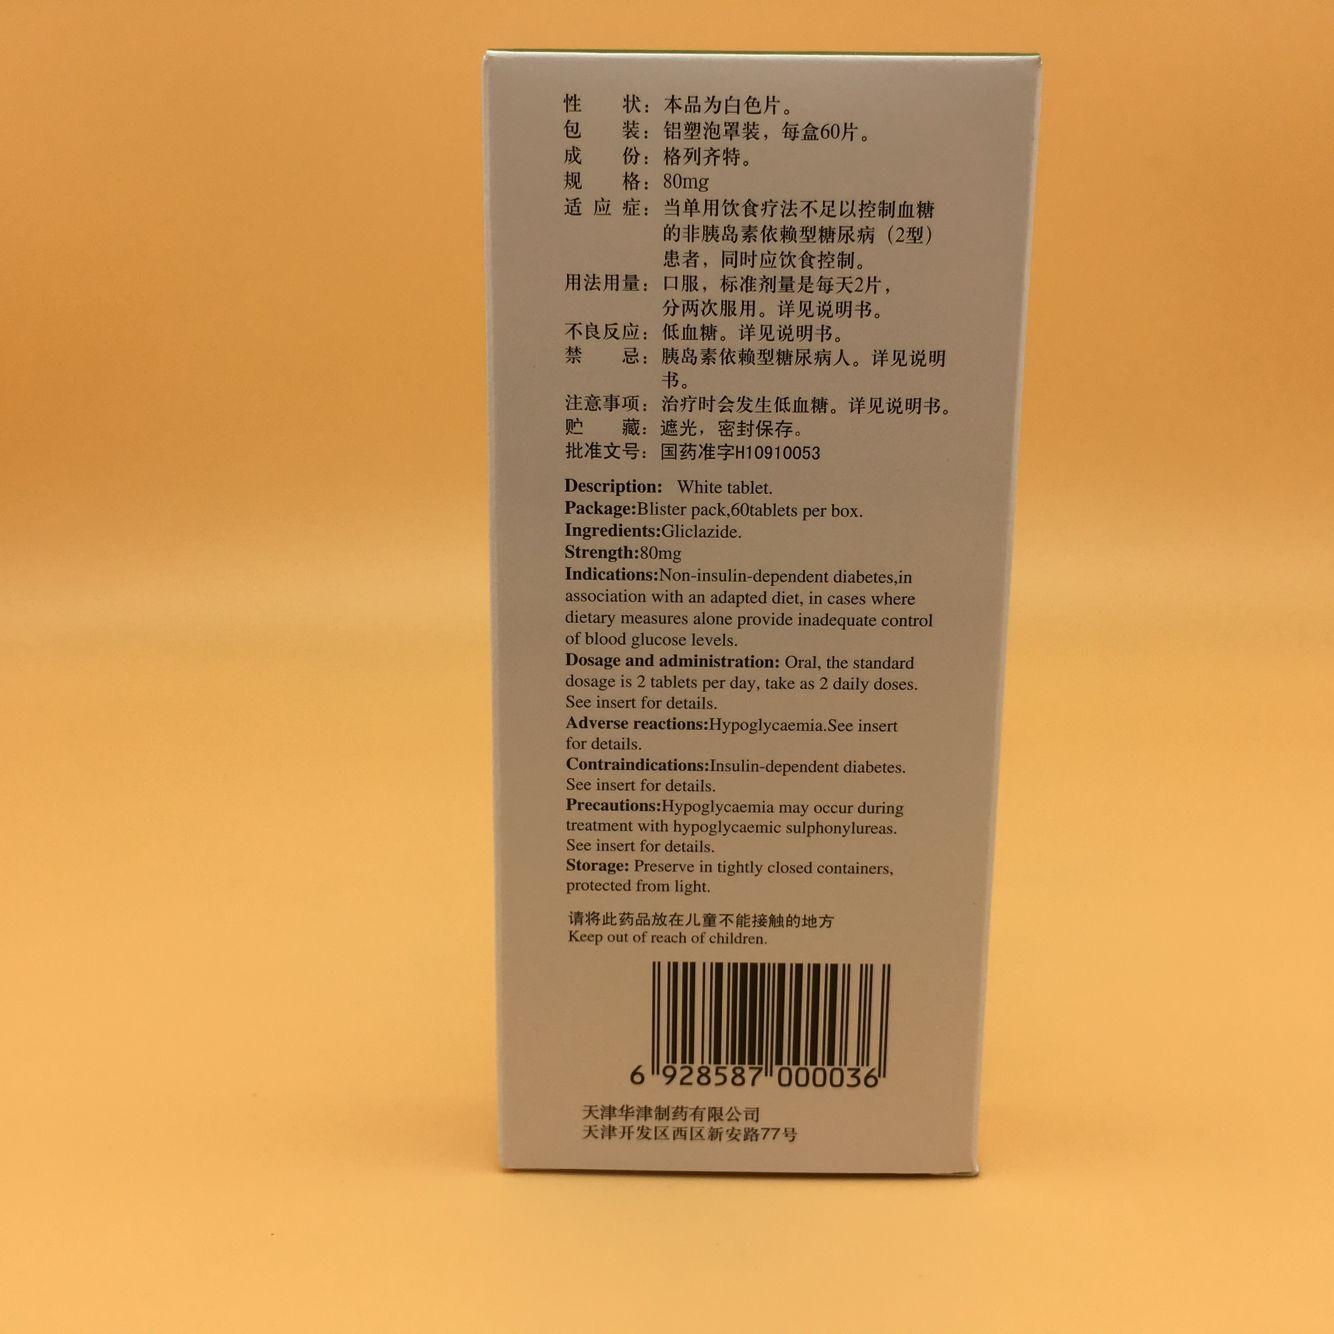 性 状：本品为白色片。
包 装：铝塑泡罩装，每盒60片。
成 份：格列齐特。
规 格：80mg
适 应 症：当单用饮食疗法不足以控制血糖
的非胰岛素依赖型糖尿病（2型）
患者，同时应饮食控制。
用法用量：口服，标准剂量是每天2片，
分两次服用。详见说明书。
不良反应：低血糖。详见说明书。
禁 忌：胰岛素依赖型糖尿病人。详见说明
书。
注意事项：治疗时会发生低血糖。详见说明书。
贮 藏：遮光，密封保存。
批准文号：国药准字H10910053
Description: White tablet.
Package:Blister pack,60tablets per box.
Ingredients:Gliclazide.
Strength:80mg
Indications:Non-insulin-dependent diabetes,in
association with an adapted diet, in cases where
dietary measures alone provide inadequate control
of blood glucose levels.
Dosage and administration: Oral, the standard
dosage is 2 tablets per day, take as 2 daily doses.
See insert for details.
Adverse reactions:Hypoglycaemia.See insert
for details.
Contraindications:Insulin-dependent diabetes.
See insert for details.
Precautions:Hypoglycaemia may occur during
treatment with hypoglycaemic sulphonylureas.
See insert for details.
Storage: Preserve in tightly closed containers,
protected from light.
请将此药品放在儿童不能接触的地方
Keep out of reach of children.
6 928587 000036
天津华津制药有限公司
天津开发区西区新安路77号